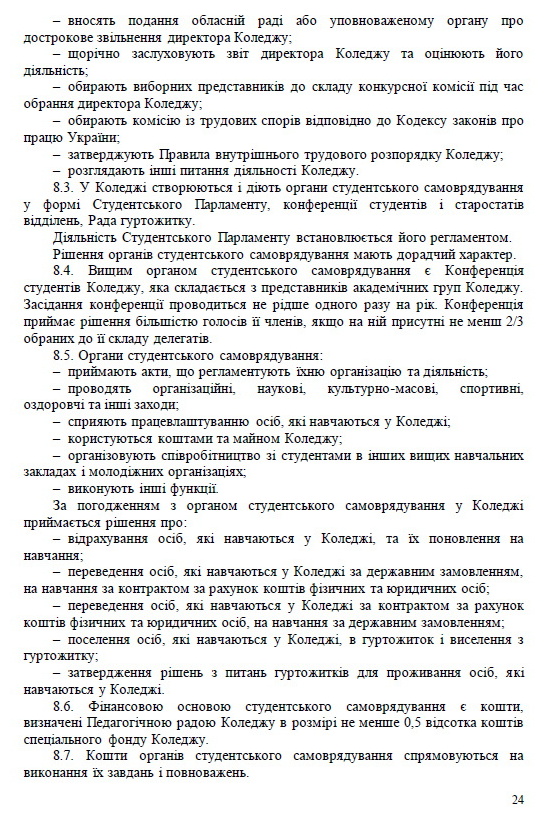 – вносять подання обласній раді або уповноваженому органу про
дострокове звільнення директора Коледжу;
– щорічно заслуховують звіт директора Коледжу та оцінюють його
діяльність;
– обирають виборних представників до складу конкурсної комісії під час
обрання директора Коледжу;
– обирають комісію із трудових спорів відповідно до Кодексу законів про
працю України;
– затверджують Правила внутрішнього трудового розпорядку Коледжу;
– розглядають інші питання діяльності Коледжу.
8.3. У Коледжі створюються і діють органи студентського самоврядування
у формі Студентського Парламенту, конференції студентів і старостатів
відділень, Рада гуртожитку.
Діяльність Студентського Парламенту встановлюється його регламентом.
Рішення органів студентського самоврядування мають дорадчий характер.
8.4. Вищим органом студентського самоврядування є Конференція
студентів Коледжу, яка складається з представників академічних груп Коледжу.
Засідання конференції проводиться не рідше одного разу на рік. Конференція
приймає рішення більшістю голосів її членів, якщо на ній присутні не менш 2/3
обраних до її складу делегатів.
8.5. Органи студентського самоврядування:
– приймають акти, що регламентують їхню організацію та діяльність;
– проводять організаційні, наукові, культурно-масові, спортивні,
оздоровчі та інші заходи;
– сприяють працевлаштуванню осіб, які навчаються у Коледжі;
– користуються коштами та майном Коледжу;
– організовують співробітництво зі студентами в інших вищих навчальних
закладах і молодіжних організаціях;
– виконують інші функції.
За погодженням з органом студентського самоврядування у Коледжі
приймається рішення про:
– відрахування осіб, які навчаються у Коледжі, та їх поновлення на
навчання;
– переведення осіб, які навчаються у Коледжі за державним замовленням,
на навчання за контрактом за рахунок коштів фізичних та юридичних осіб;
– переведення осіб, які навчаються у Коледжі за контрактом за рахунок
коштів фізичних та юридичних осіб, на навчання за державним замовленням;
– поселення осіб, які навчаються у Коледжі, в гуртожиток і виселення з
гуртожитку;
– затвердження рішень з питань гуртожитків для проживання осіб, які
навчаються у Коледжі.
8.6. Фінансовою основою студентського самоврядування є кошти,
визначені Педагогічною радою Коледжу в розмірі не менше 0,5 відсотка коштів
спеціального фонду Коледжу.
8.7. Кошти органів студентського самоврядування спрямовуються на
виконання їх завдань і повноважень.
24